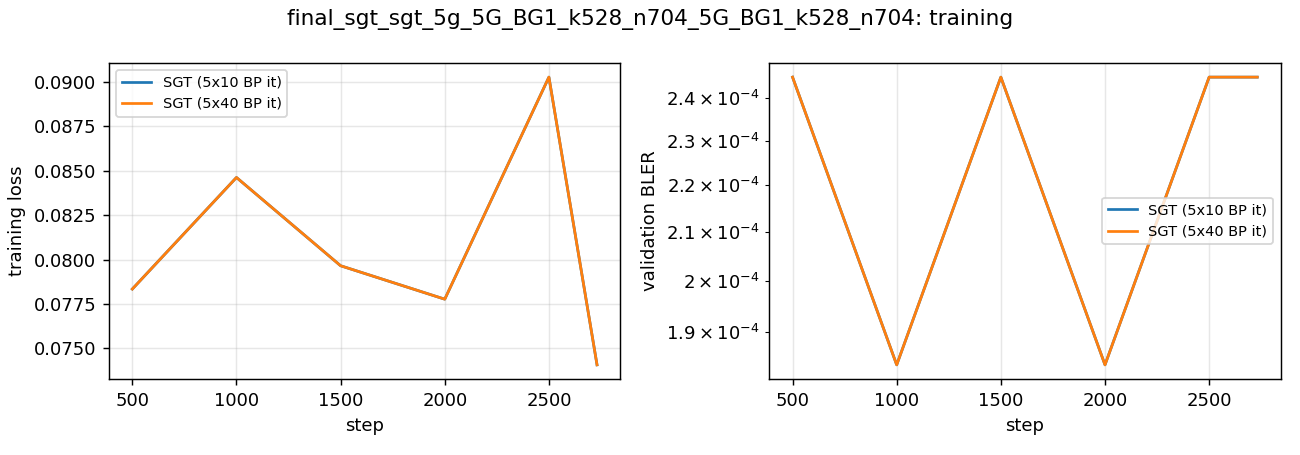 final_sgt_sgt_5g_5G_BG1_k528_n704_5G_BG1_k528_n704: training
SGT (5x10 BP it)
SGT (5x40 BP it)
training loss
0.0900
0.0875
0.0850
0.0825
0.0800
0.0775
0.0750
500 1000 1500 2000 2500
step
validation BLER
2.4 × 10⁻⁴
2.3 × 10⁻⁴
2.2 × 10⁻⁴
2.1 × 10⁻⁴
2 × 10⁻⁴
1.9 × 10⁻⁴
SGT (5x10 BP it)
SGT (5x40 BP it)
500 1000 1500 2000 2500
step